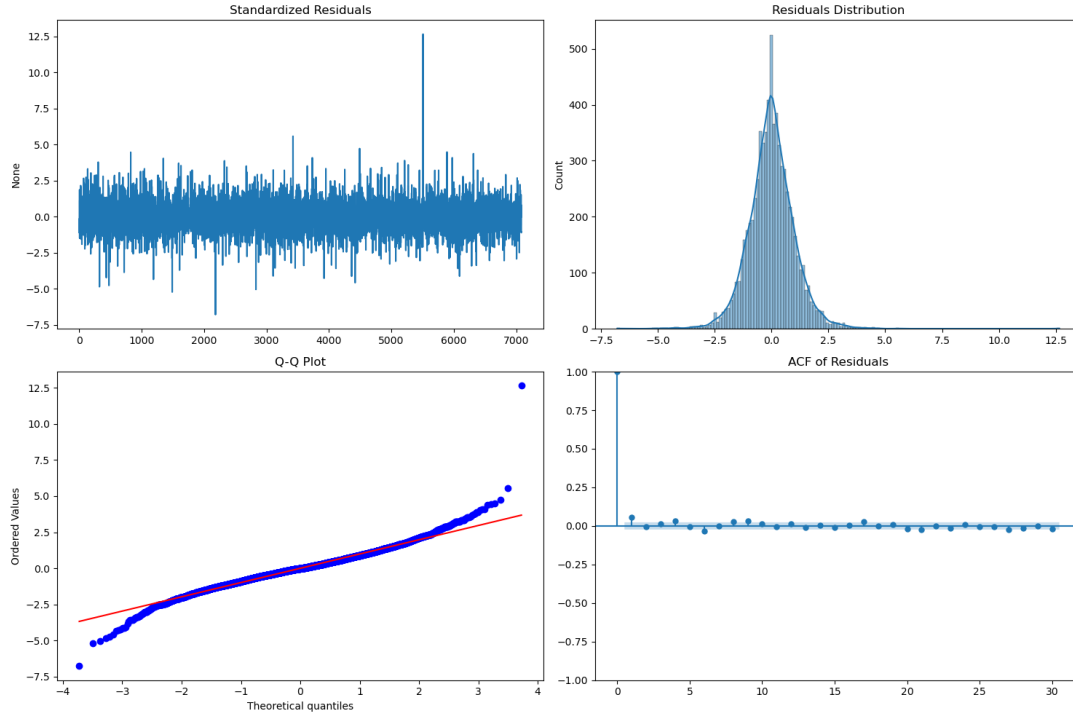 Standardized Residuals
12.5
10.0
7.5
5.0
2.5
0.0
−2.5
−5.0
−7.5
None
0 1000 2000 3000 4000 5000 6000 7000
Residuals Distribution
500
400
300
200
100
0
Count
−7.5 −5.0 −2.5 0.0 2.5 5.0 7.5 10.0 12.5
Q-Q Plot
12.5
10.0
7.5
5.0
2.5
0.0
−2.5
−5.0
−7.5
Ordered Values
−4 −3 −2 −1 0 1 2 3 4
Theoretical quantiles
ACF of Residuals
1.00
0.75
0.50
0.25
0.00
−0.25
−0.50
−0.75
−1.00
0 5 10 15 20 25 30